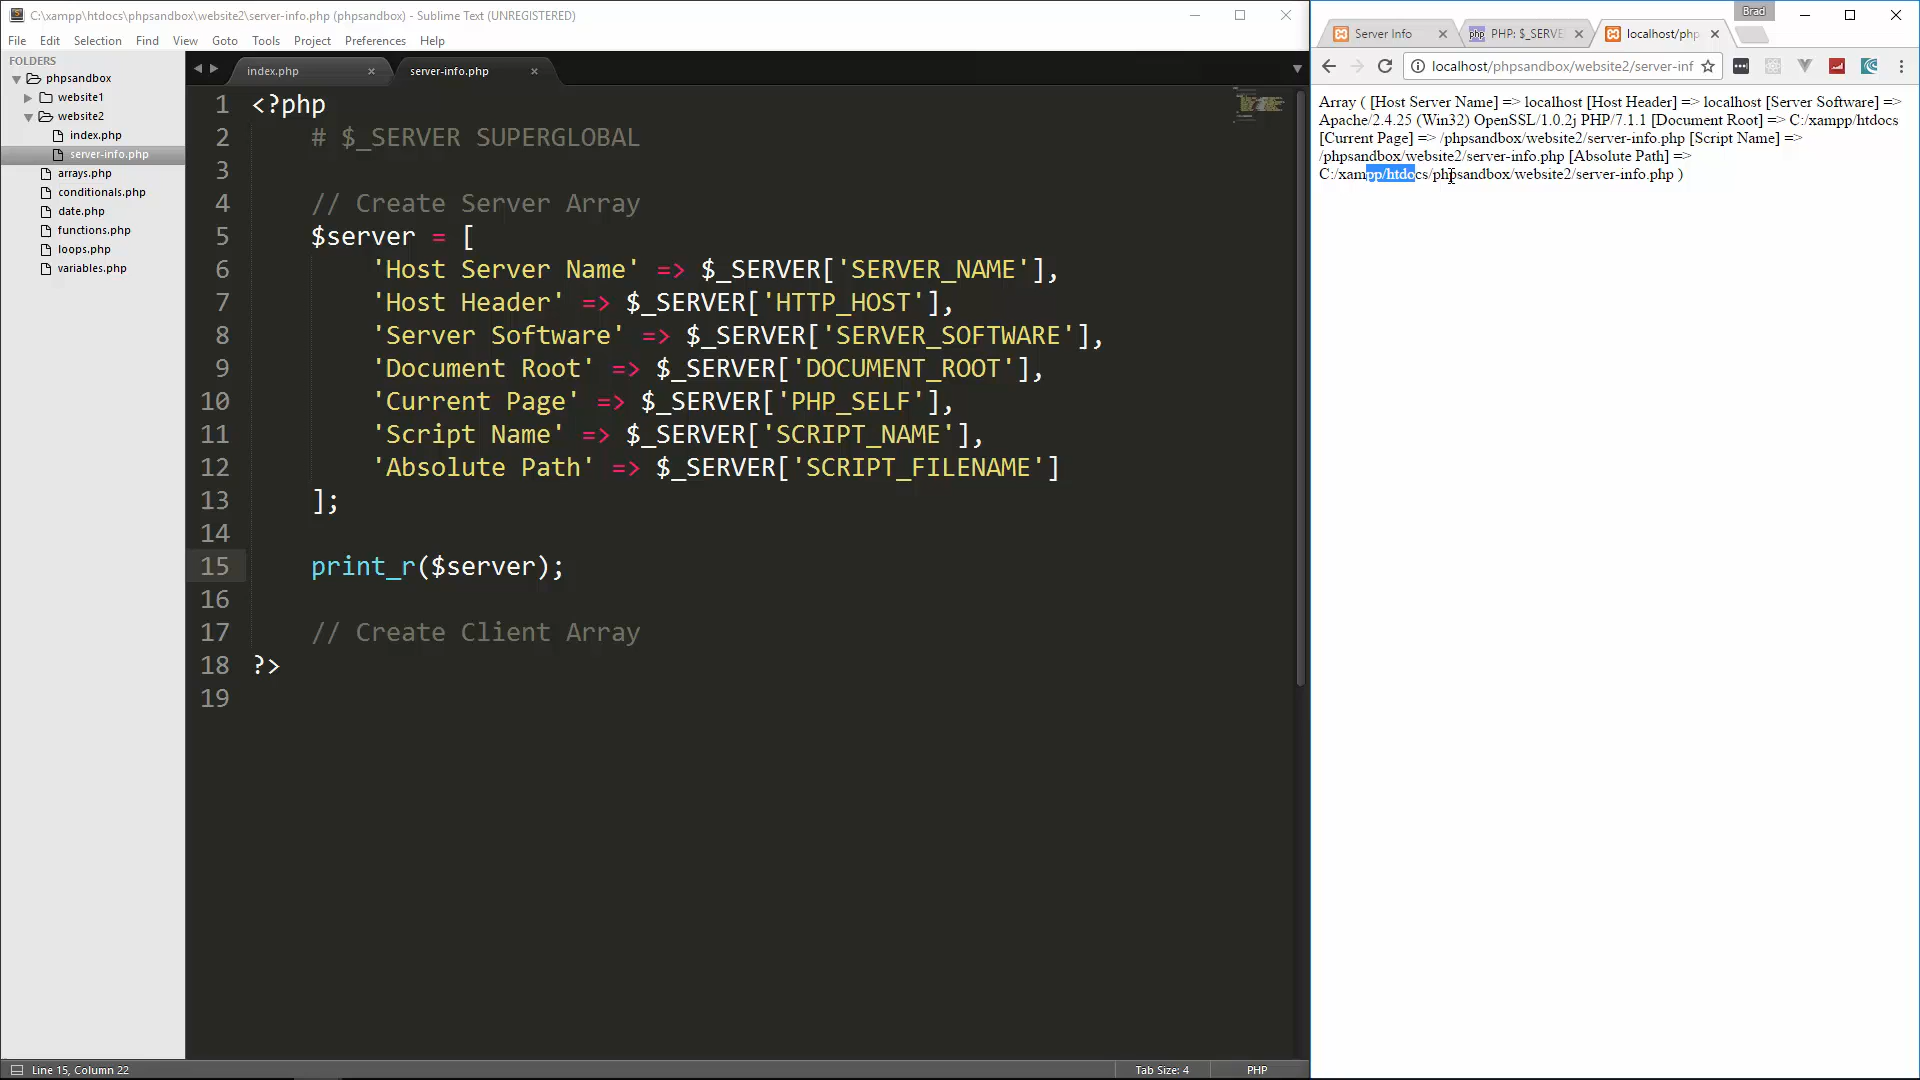 C:\xampp\htdocs\phpsandbox\website2\server-info.php (phpsandbox) - Sublime Text (UNREGISTERED)
File Edit Selection Find View Goto Tools Project Preferences Help
FOLDERS
phpsandbox
website1
website2
index.php
server-info.php
arrays.php
conditionals.php
date.php
functions.php
loops.php
variables.php
index.php
server-info.php
1 <?php
2 # $_SERVER SUPERGLOBAL
3
4 // Create Server Array
5 $server = [
6 'Host Server Name' => $_SERVER['SERVER_NAME'],
7 'Host Header' => $_SERVER['HTTP_HOST'],
8 'Server Software' => $_SERVER['SERVER_SOFTWARE'],
9 'Document Root' => $_SERVER['DOCUMENT_ROOT'],
10 'Current Page' => $_SERVER['PHP_SELF'],
11 'Script Name' => $_SERVER['SCRIPT_NAME'],
12 'Absolute Path' => $_SERVER['SCRIPT_FILENAME']
13 ];
14
15 print_r($server);
16
17 // Create Client Array
18 ?>
19
Line 15, Column 22
Tab Size: 4
PHP
Brad
Server Info
php PHP: $_SERVE
localhost/php
localhost/phpsandbox/website2/server-inf
Array ( [Host Server Name] => localhost [Host Header] => localhost [Server Software] =>
Apache/2.4.25 (Win32) OpenSSL/1.0.2j PHP/7.1.1 [Document Root] => C:/xampp/htdocs
[Current Page] => /phpsandbox/website2/server-info.php [Script Name] =>
/phpsandbox/website2/server-info.php [Absolute Path] =>
C:/xampp/htdocs/phpsandbox/website2/server-info.php )